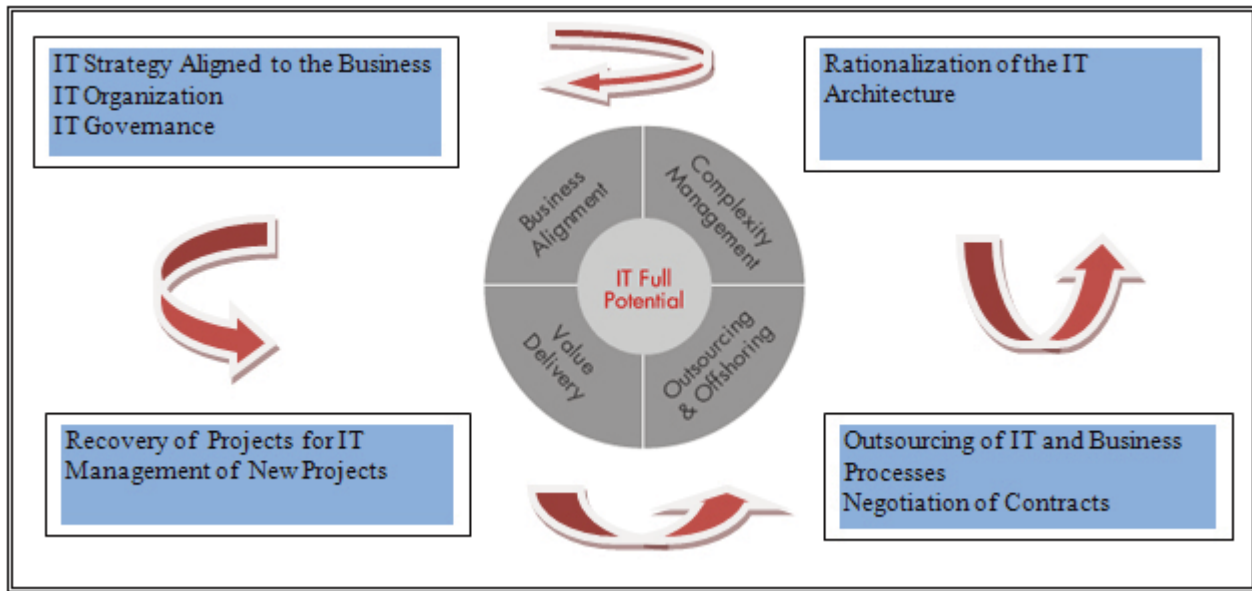 IT Strategy Aligned to the Business
IT Organization
IT Governance
Rationalization of the IT
Architecture
Business
Alignment
Complexity
Management
IT Full
Potential
Value
Delivery
Outsourcing
& Offshoring
Recovery of Projects for IT
Management of New Projects
Outsourcing of IT and Business
Processes
Negotiation of Contracts